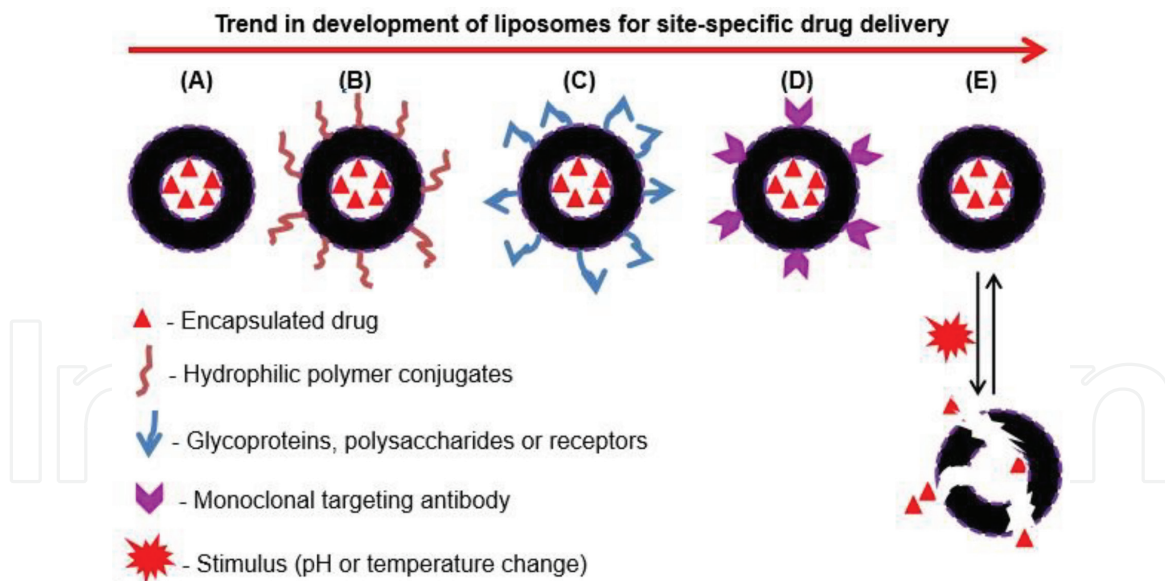 Trend in development of liposomes for site-specific drug delivery
(A) (B) (C) (D) (E)
- Encapsulated drug
- Hydrophilic polymer conjugates
- Glycoproteins, polysaccharides or receptors
- Monoclonal targeting antibody
- Stimulus (pH or temperature change)